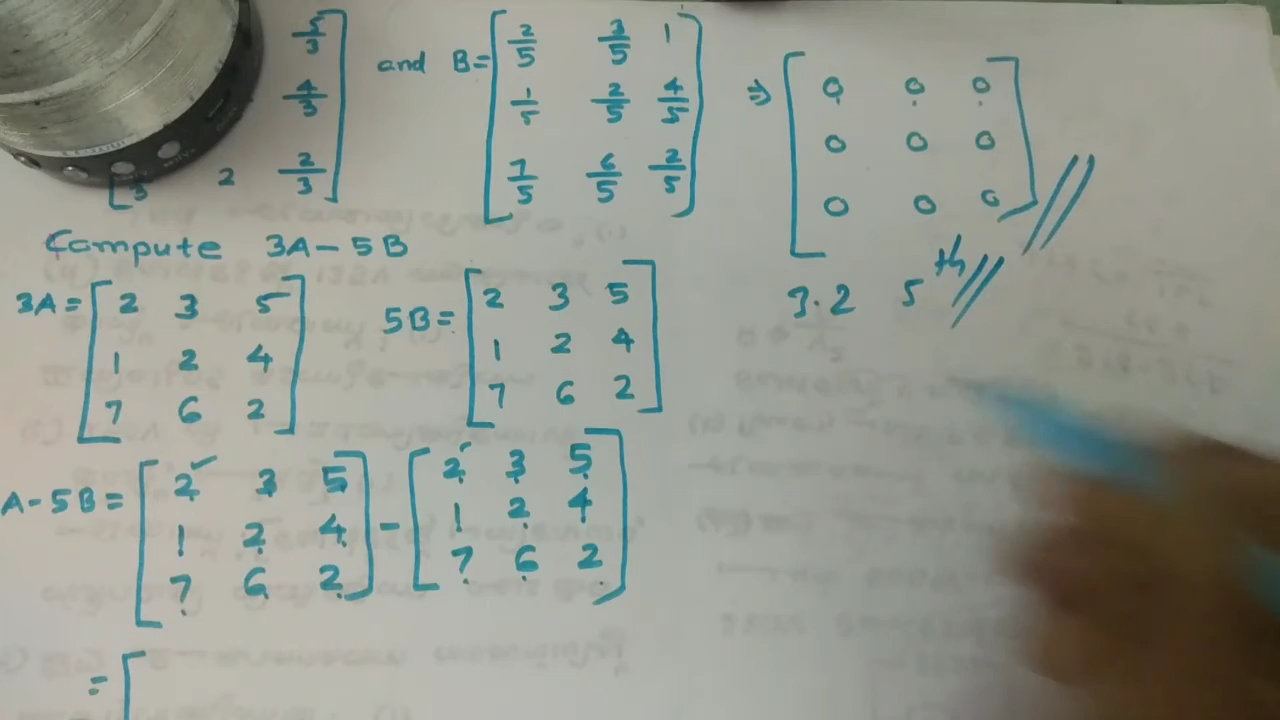 5/3 and B= [ 2/5 3/5 1
4/3 1/5 2/5 4/5
3 2 2/3 ] 7/5 6/5 2/5 ]
⇒ [ 0 0 0
0 0 0
0 0 0 ] //
3.2 5th //
Compute 3A - 5B
3A = [ 2 3 5
1 2 4
7 6 2 ]
5B = [ 2 3 5
1 2 4
7 6 2 ]
A - 5B = [ 2 3 5
1 2 4
7 6 2 ]
- [ 2 3 5
1 2 4
7 6 2 ]
= [